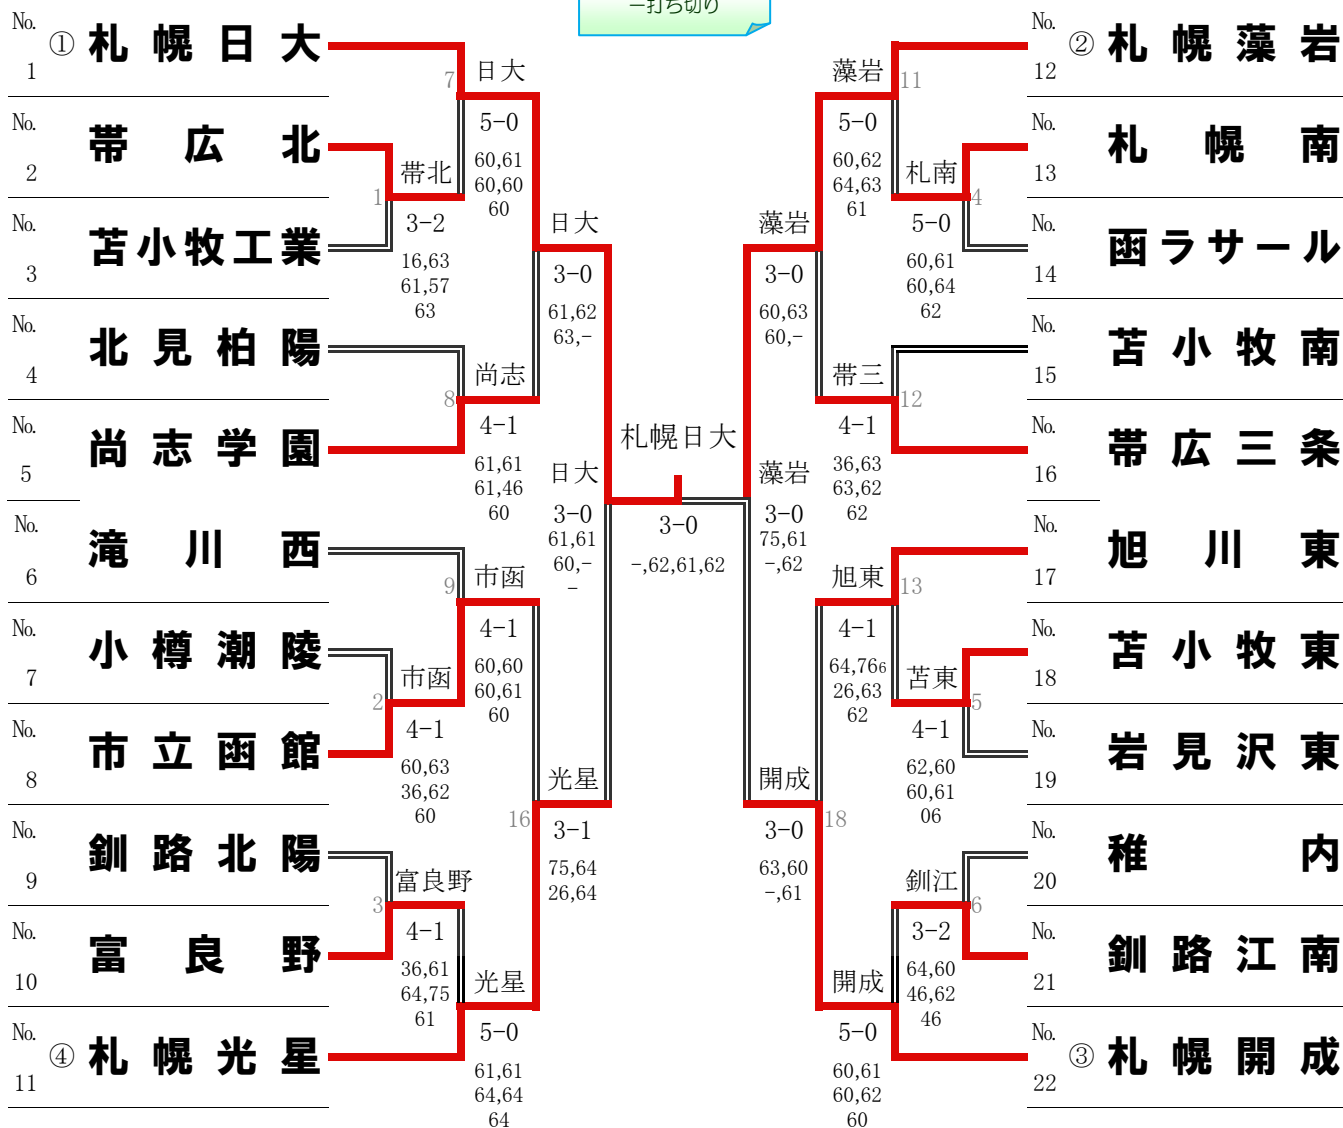 －打ち切り
No. 1 ① 札幌日大
No. 2 帯広北
No. 3 苫小牧工業
No. 4 北見柏陽
No. 5 尚志学園
No. 6 滝川西
No. 7 小樽潮陵
No. 8 市立函館
No. 9 釧路北陽
No. 10 富良野
No. 11 ④ 札幌光星
1
帯北
3-2
16,63
61,57
63
2
市函
4-1
60,63
36,62
60
3
富良野
4-1
36,61
64,75
61
7
日大
5-0
60,61
60,60
60
8
尚志
4-1
61,61
61,46
60
9
市函
4-1
60,60
60,61
60
光星
5-0
61,61
64,64
64
日大
3-0
61,62
63,-
16
光星
3-1
75,64
26,64
日大
3-0
61,61
60,-
-
札幌日大
3-0
-,62,61,62
藻岩
3-0
75,61
-,62
藻岩
3-0
60,63
60,-
18
開成
3-0
63,60
-,61
11
藻岩
5-0
60,62
64,63
61
12
帯三
4-1
36,63
63,62
62
13
旭東
4-1
64,766
26,63
62
開成
5-0
60,61
60,62
60
4
札南
5-0
60,61
60,64
62
5
苫東
4-1
62,60
60,61
06
6
釧江
3-2
64,60
46,62
46
No. 12 ② 札幌藻岩
No. 13 札幌南
No. 14 函ラサール
No. 15 苫小牧南
No. 16 帯広三条
No. 17 旭川東
No. 18 苫小牧東
No. 19 岩見沢東
No. 20 稚内
No. 21 釧路江南
No. 22 ③ 札幌開成